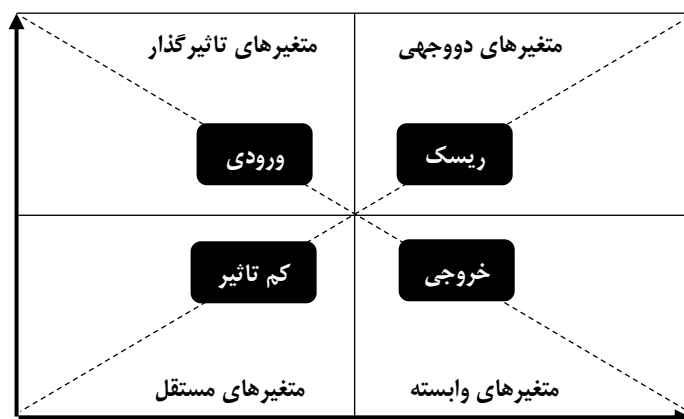 متغیرهای دووجهی
متغیرهای تاثیرگذار
ریسک
ورودی
خروجی
کم تاثیر
متغیرهای وابسته
متغیرهای مستقل